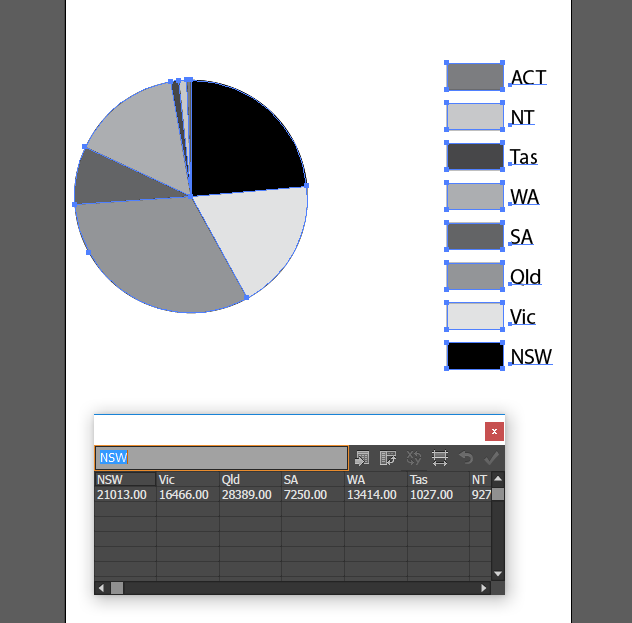 ACT
NT
Tas
WA
SA
Qld
Vic
NSW
x
NSW
NSW Vic Qld SA WA Tas NT
21013.00 16466.00 28389.00 7250.00 13414.00 1027.00 927